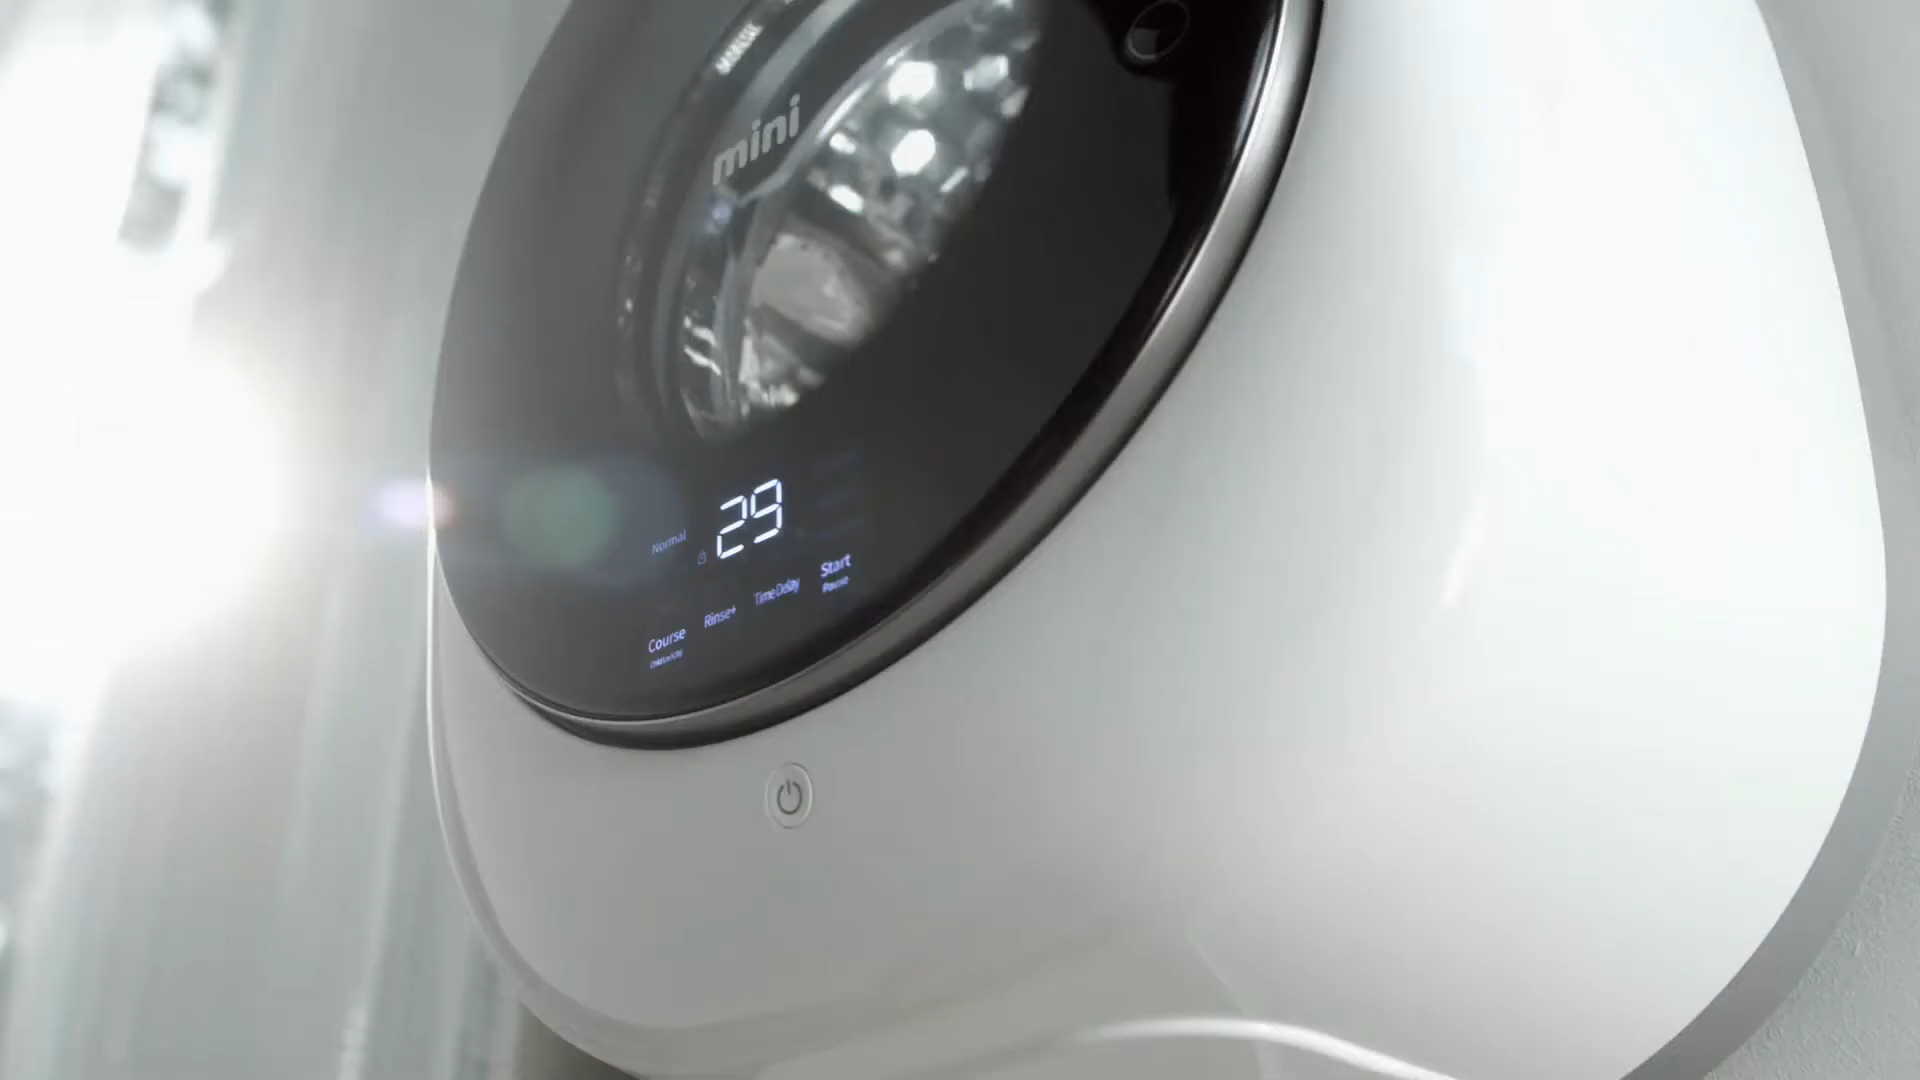 mini
29
Normal
Start
Pause
Time Delay
Rinse+
Course